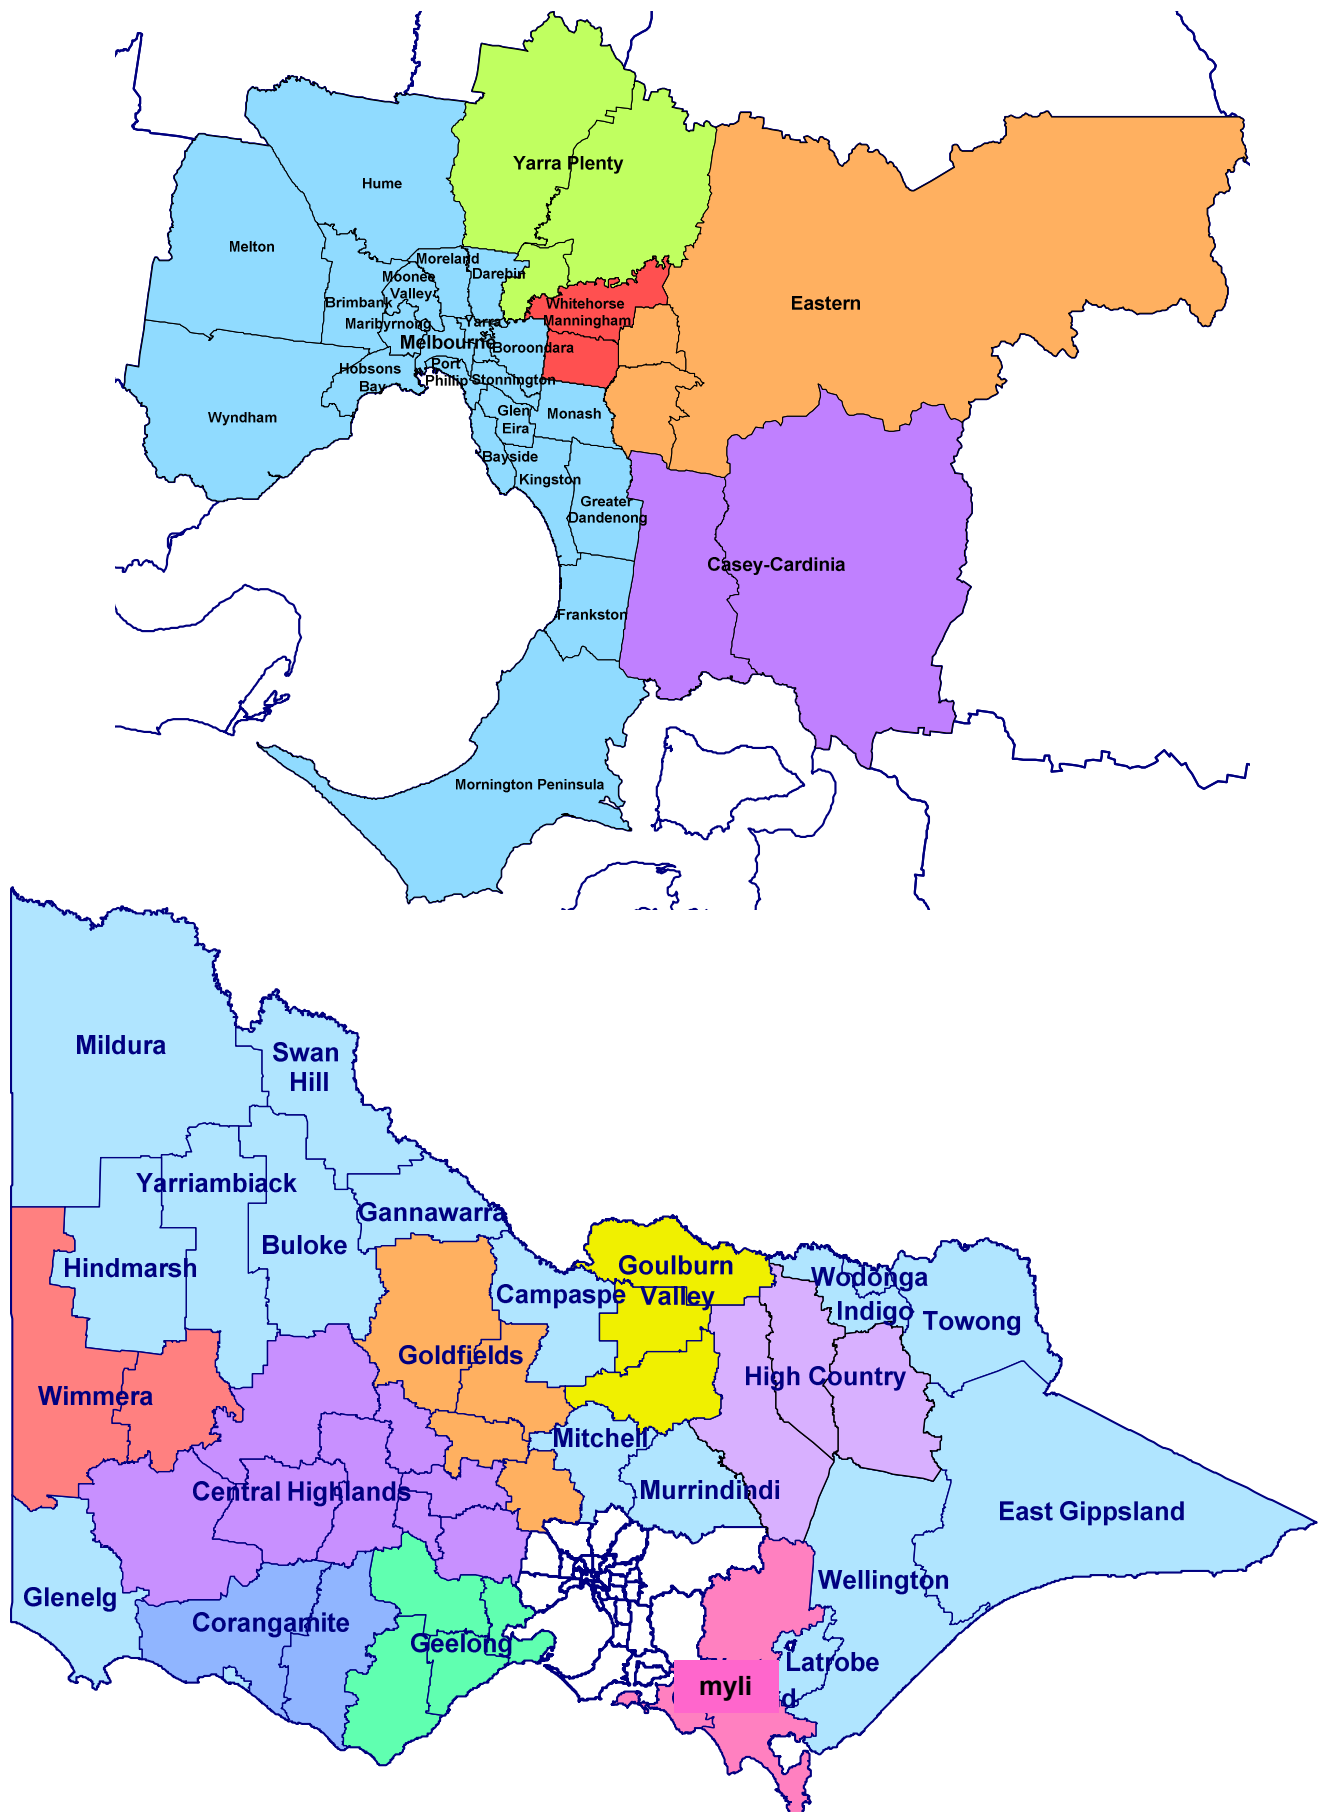 Yarra Plenty
Hume
Melton
Moreland
Darebin
Moonee
Valley
Brimbank
Whitehorse
Manningham
Eastern
Maribyrnong
Yarra
Melbourne
Boroondara
Hobsons
Bay
Port
Phillip
Stonnington
Wyndham
Glen
Eira
Monash
Bayside
Kingston
Greater
Dandenong
Casey-Cardinia
Frankston
Mornington Peninsula
Mildura
Swan
Hill
Yarriambiack
Gannawarra
Buloke
Hindmarsh
Goulburn
Valley
Wodonga
Campaspe
Indigo
Towong
Goldfields
High Country
Wimmera
Mitchell
Central Highlands
Murrindindi
East Gippsland
Glenelg
Wellington
Corangamite
Geelong
Latrobe
myli